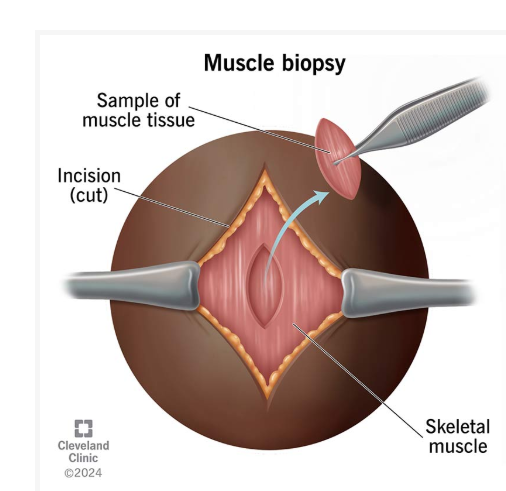 Muscle biopsy
Sample of
muscle tissue
Incision
(cut)
Skeletal
muscle
Cleveland
Clinic
©2024